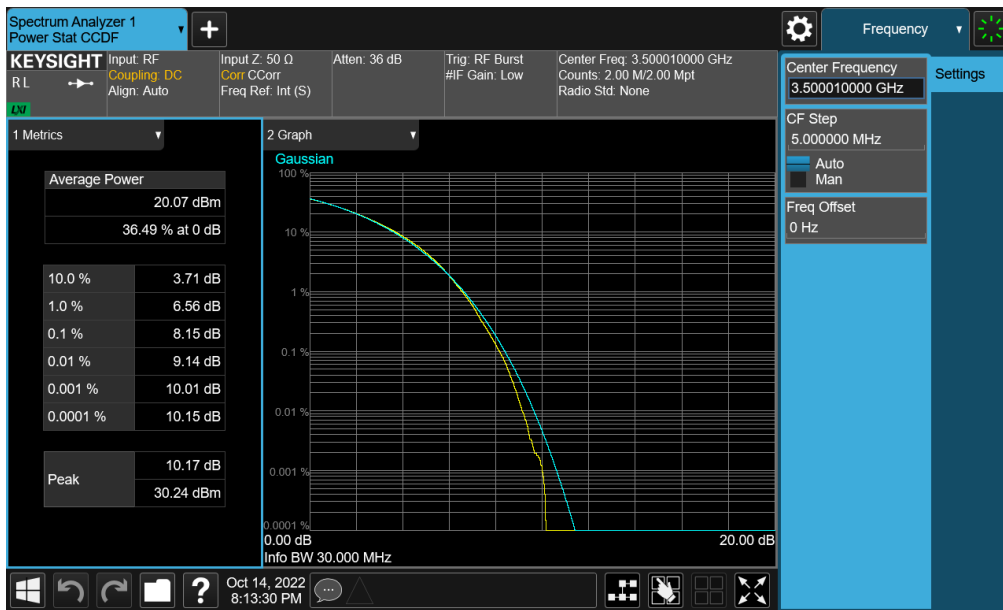 Spectrum Analyzer 1
Power Stat CCDF
Frequency
KEYSIGHT
R L
LXI
Input: RF
Coupling: DC
Align: Auto
Input Z: 50 Ω
Corr CCorr
Freq Ref: Int (S)
Atten: 36 dB
Trig: RF Burst
#IF Gain: Low
Center Freq: 3.500010000 GHz
Counts: 2.00 M/2.00 Mpt
Radio Std: None
Center Frequency
3.500010000 GHz
Settings
CF Step
5.000000 MHz
Auto
Man
Freq Offset
0 Hz
1 Metrics
Average Power
20.07 dBm
36.49 % at 0 dB
10.0 % 3.71 dB
1.0 % 6.56 dB
0.1 % 8.15 dB
0.01 % 9.14 dB
0.001 % 10.01 dB
0.0001 % 10.15 dB
Peak
10.17 dB
30.24 dBm
2 Graph
Gaussian
100 %
10 %
1 %
0.1 %
0.01 %
0.001 %
0.0001 %
0.00 dB 20.00 dB
Info BW 30.000 MHz
?
Oct 14, 2022
8:13:30 PM